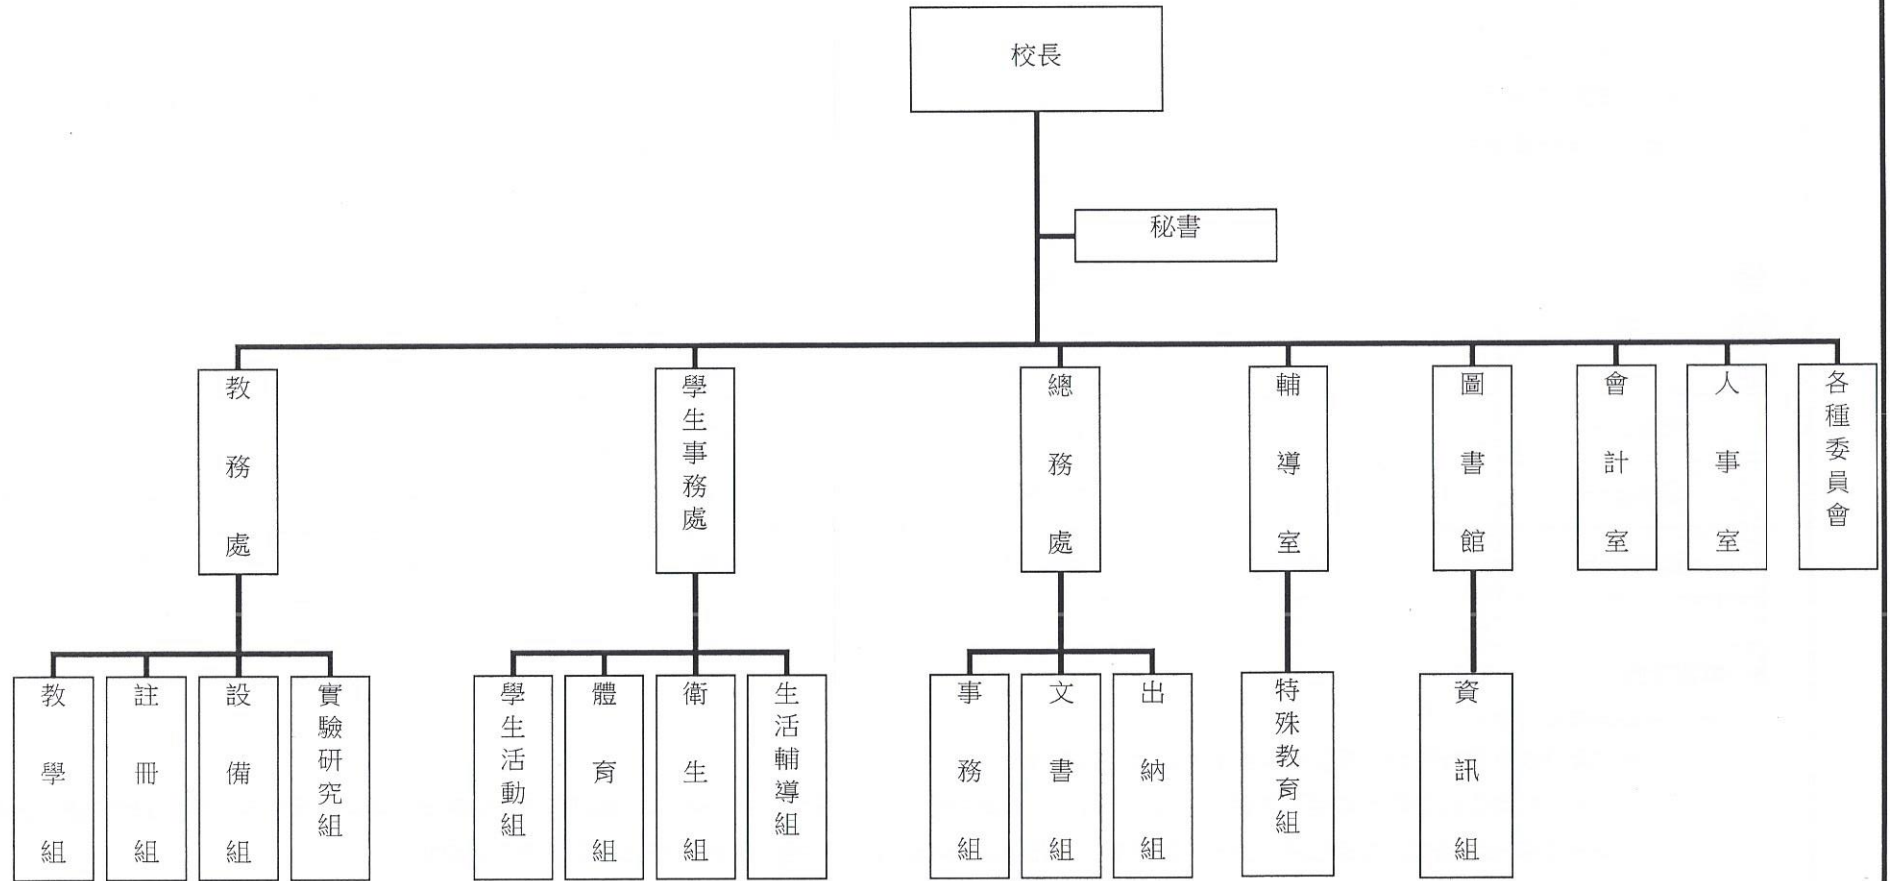 校長
秘書
教務處
學生事務處
總務處
輔導室
圖書館
會計室
人事室
各種委員會
教學組
註冊組
設備組
實驗研究組
學生活動組
體育組
衛生組
生活輔導組
事務組
文書組
出納組
特殊教育組
資訊組